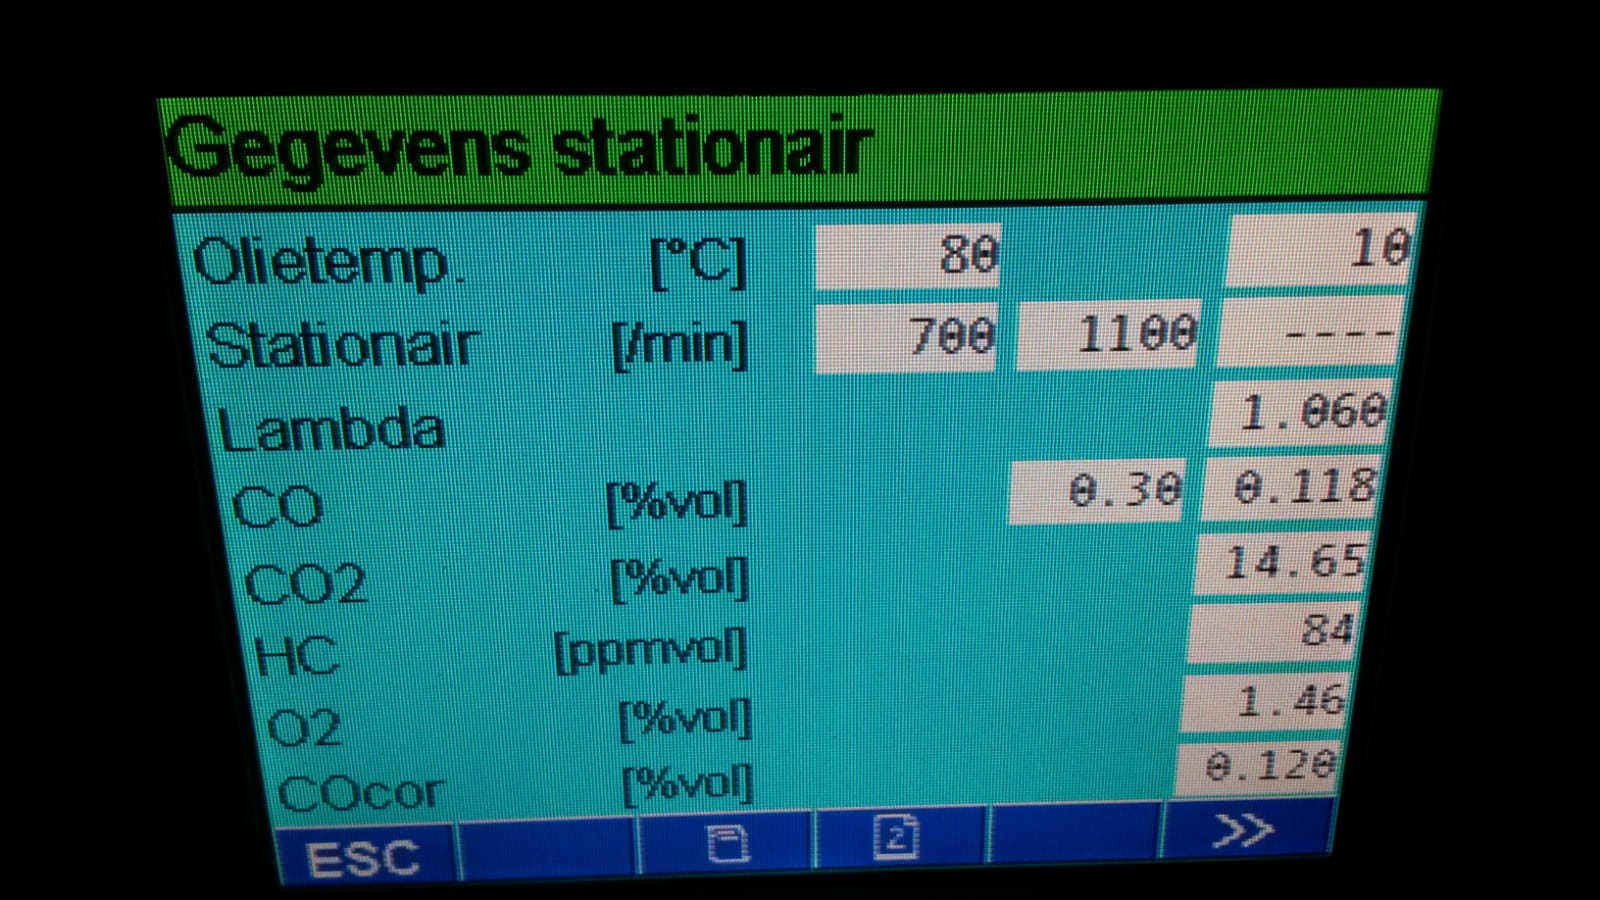 Gegevens stationair
Olietemp. [°C] 80 10
Stationair [/min] 700 1100 ----
Lambda 1.060
CO [%vol] 0.30 0.118
CO2 [%vol] 14.65
HC [ppmvol] 84
O2 [%vol] 1.46
COcor [%vol] 0.120
ESC 2 >>